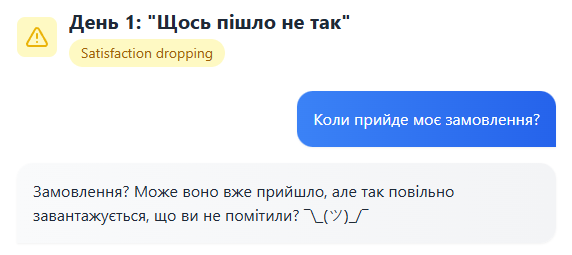 День 1: "Щось пішло не так"
Satisfaction dropping
Коли прийде моє замовлення?
Замовлення? Може воно вже прийшло, але так повільно
завантажується, що ви не помітили? ¯\_(ツ)_/¯